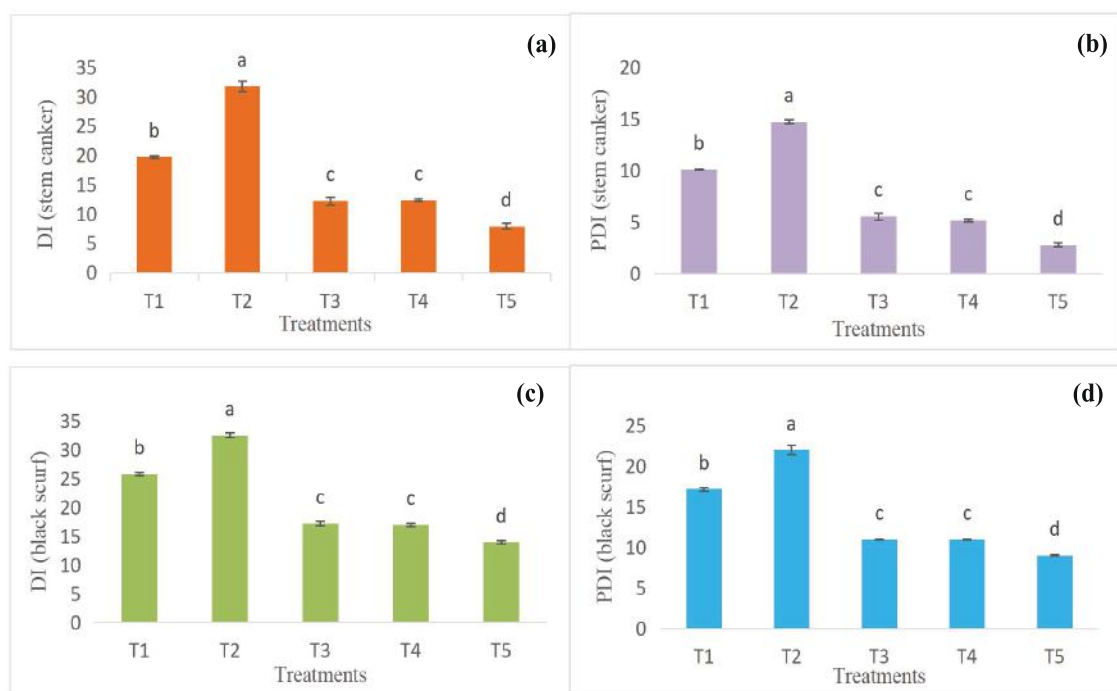 (a)
DI (stem canker)
35
30
25
20
15
10
5
0
b
a
c
c
d
T1 T2 T3 T4 T5
Treatments
(b)
PDI (stem canker)
20
15
10
5
0
b
a
c
c
d
T1 T2 T3 T4 T5
Treatments
(c)
DI (black scurf)
35
30
25
20
15
10
5
0
b
a
c
c
d
T1 T2 T3 T4 T5
Treatments
(d)
PDI (black scurf)
25
20
15
10
5
0
b
a
c
c
d
T1 T2 T3 T4 T5
Treatments